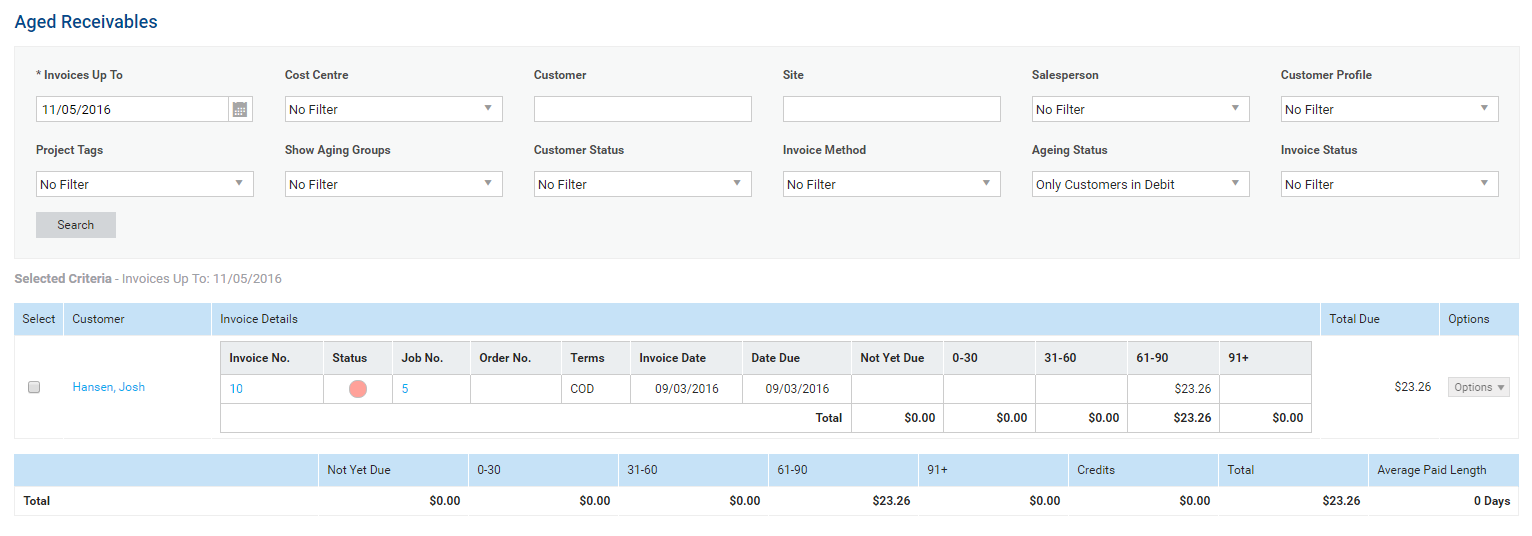 Aged Receivables
* Invoices Up To Cost Centre Customer Site Salesperson Customer Profile
11/05/2016 No Filter No Filter No Filter
Project Tags Show Aging Groups Customer Status Invoice Method Ageing Status Invoice Status
No Filter No Filter No Filter No Filter Only Customers in Debit No Filter
Search
Selected Criteria - Invoices Up To: 11/05/2016
Select Customer Invoice Details Total Due Options
Invoice No. Status Job No. Order No. Terms Invoice Date Date Due Not Yet Due 0-30 31-60 61-90 91+
Hansen, Josh 10 5 COD 09/03/2016 09/03/2016 $23.26 $23.26 Options
Total $0.00 $0.00 $0.00 $23.26 $0.00
Not Yet Due 0-30 31-60 61-90 91+ Credits Total Average Paid Length
Total $0.00 $0.00 $0.00 $23.26 $0.00 $0.00 $23.26 0 Days